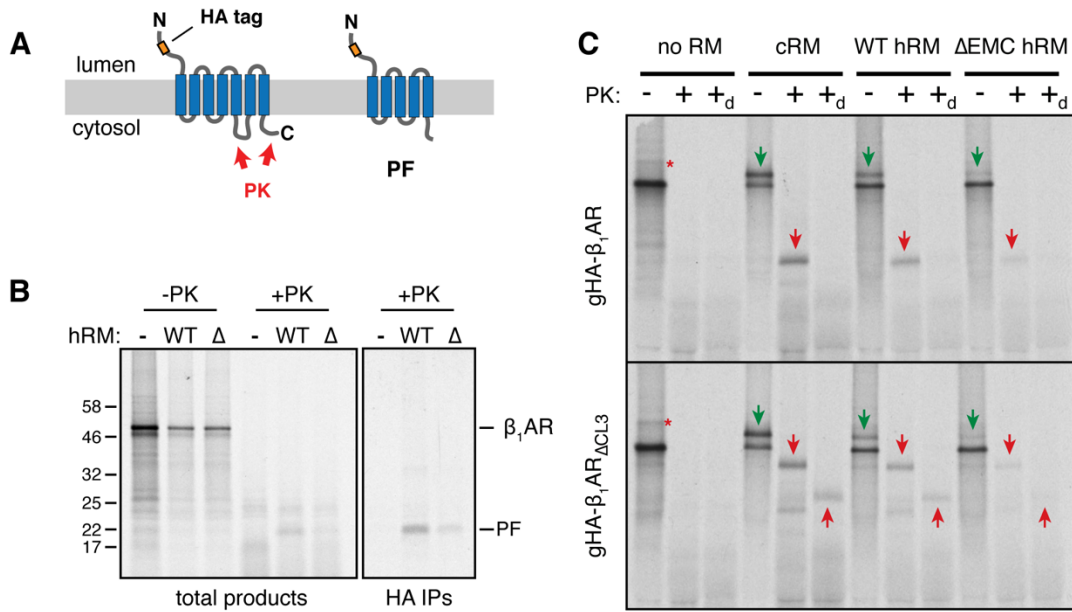 A
N
HA tag
N
lumen
cytosol
C
PF
PK
B
-PK +PK +PK
hRM: - WT Δ - WT Δ - WT Δ
58
46
32
25
22
17
β₁AR
PF
total products HA IPs
C
no RM cRM WT hRM ΔEMC hRM
PK: - + +d - + +d - + +d - + +d
*
gHA-β₁AR
*
gHA-β₁ARΔCL3